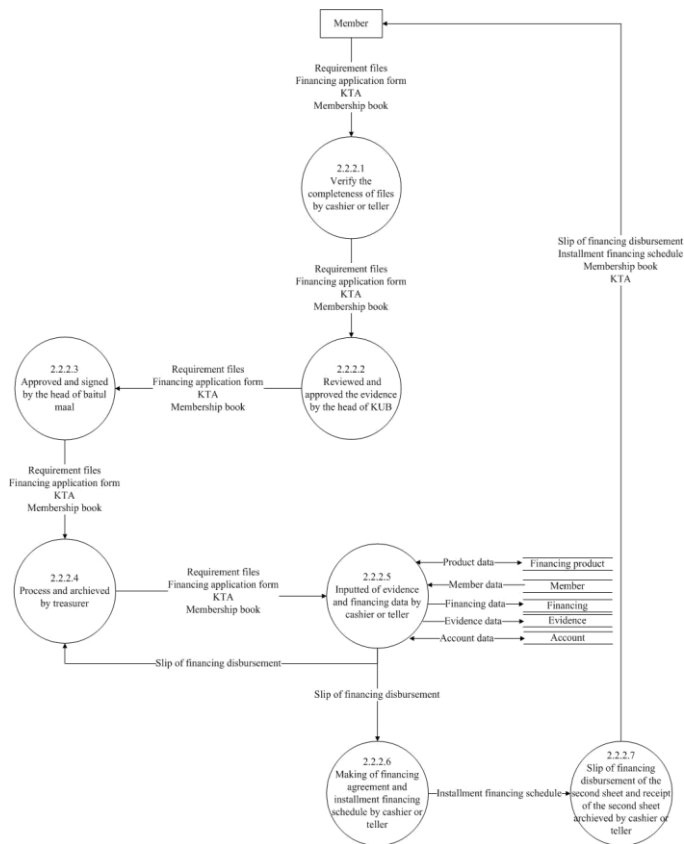 Member
Requirement files
Financing application form
KTA
Membership book
2.2.2.1
Verify the
completeness of files
by cashier or teller
Slip of financing disbursement
Installment financing schedule
Membership book
KTA
Requirement files
Financing application form
KTA
Membership book
2.2.2.3
Approved and signed
by the head of baitul
maal
Requirement files
Financing application form
KTA
Membership book
2.2.2.2
Reviewed and
approved the evidence
by the head of KUB
Requirement files
Financing application form
KTA
Membership book
2.2.2.4
Process and archieved
by treasurer
Requirement files
Financing application form
KTA
Membership book
2.2.2.5
Inputted of evidence
and financing data by
cashier or teller
Product data
Financing product
Member data
Member
Financing data
Financing
Evidence data
Evidence
Account data
Account
Slip of financing disbursement
Slip of financing disbursement
2.2.2.6
Making of financing
agreement and
installment financing
schedule by cashier or
teller
Installment financing schedule
2.2.2.7
Slip of financing
disbursement of the
second sheet and receipt
of the second sheet
archieved by cashier or
teller